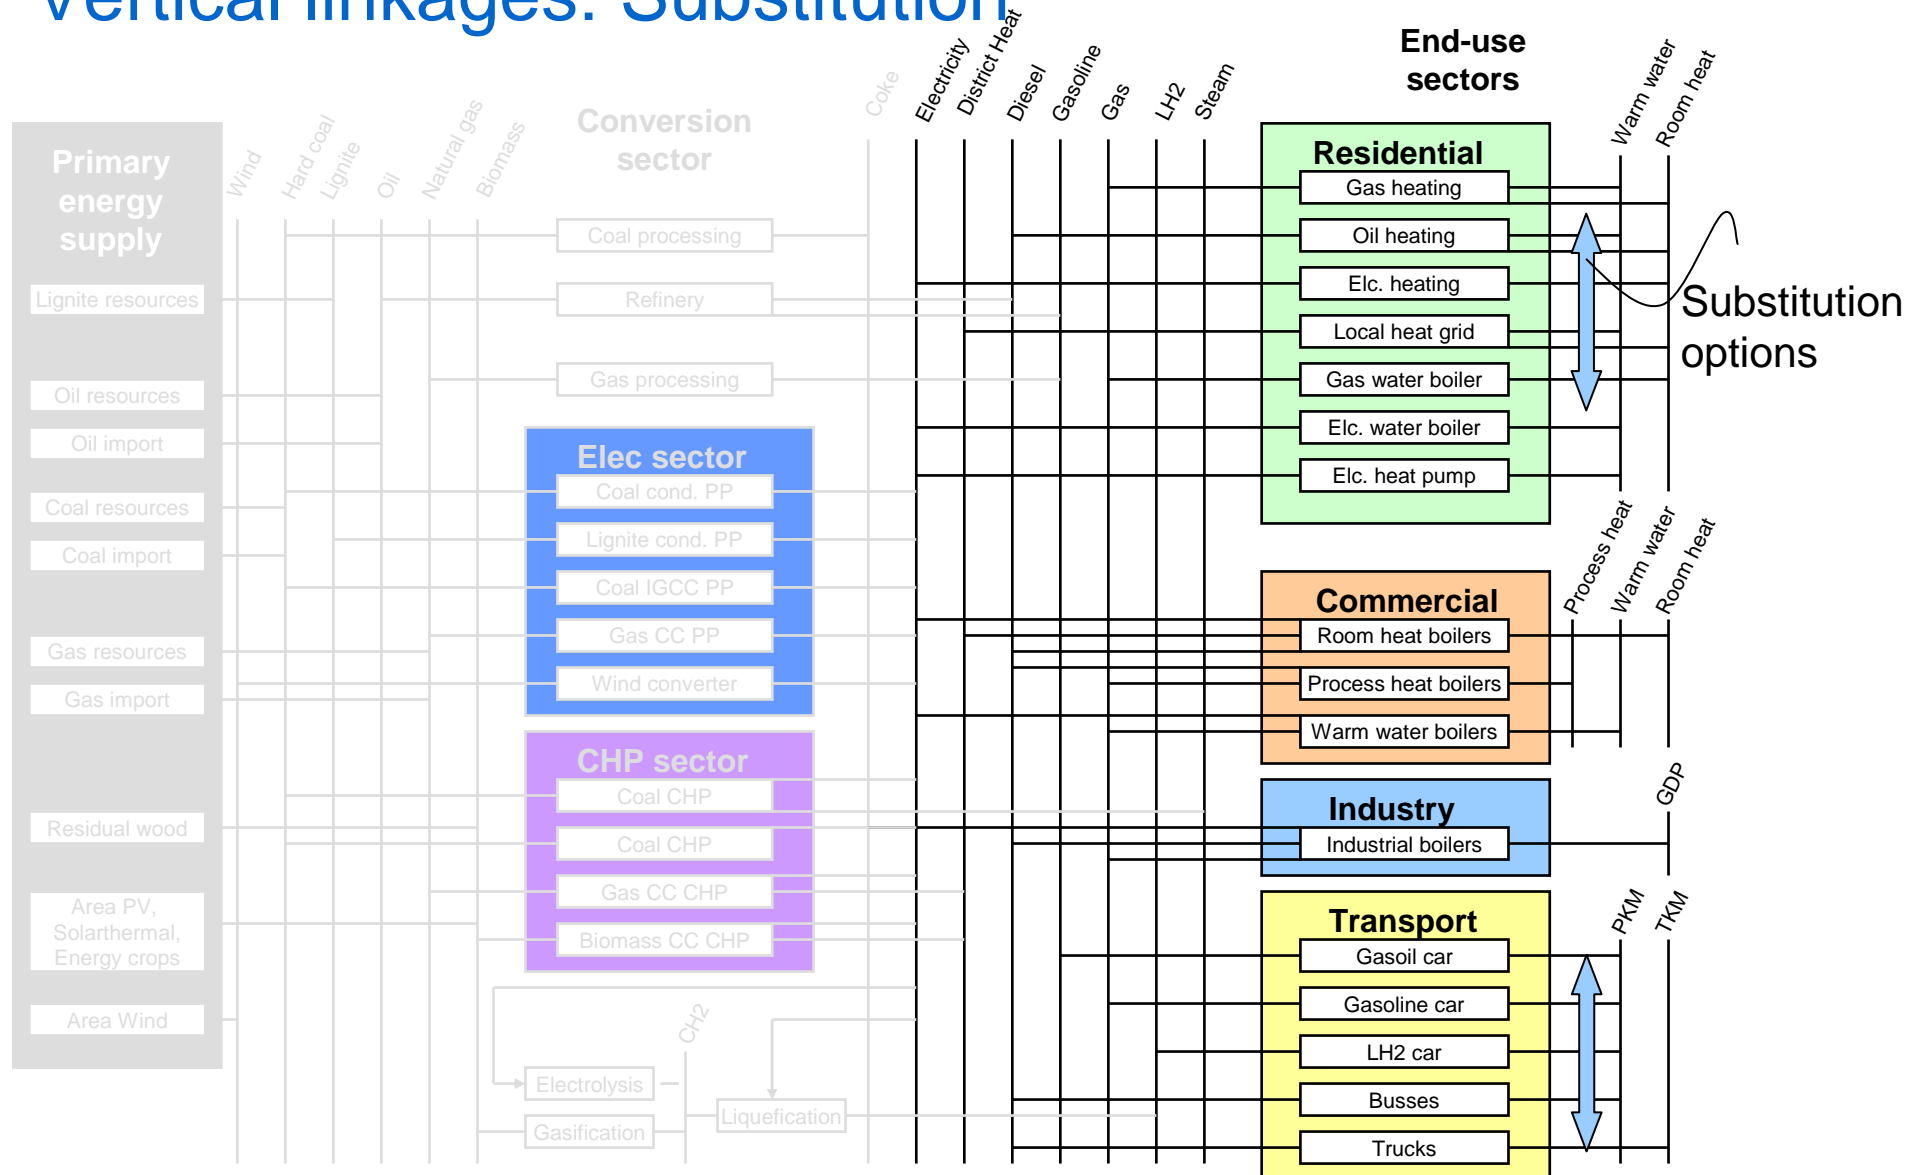 Vertical linkages: Substitution
Primary
energy
supply
Wind
Hard coal
Lignite
Oil
Natural gas
Biomass
Conversion
sector
Coke
Electricity
District Heat
Diesel
Gasoline
Gas
LH2
Steam
End-use
sectors
Warm water
Room heat
Residential
Gas heating
Oil heating
Elc. heating
Local heat grid
Gas water boiler
Elc. water boiler
Elc. heat pump
Substitution
options
Coal processing
Refinery
Gas processing
Lignite resources
Oil resources
Oil import
Coal resources
Coal import
Gas resources
Gas import
Residual wood
Area PV,
Solarthermal,
Energy crops
Area Wind
Elec sector
Coal cond. PP
Lignite cond. PP
Coal IGCC PP
Gas CC PP
Wind converter
CHP sector
Coal CHP
Coal CHP
Gas CC CHP
Biomass CC CHP
CH2
Electrolysis
Gasification
Liquefication
Process heat
Warm water
Room heat
Commercial
Room heat boilers
Process heat boilers
Warm water boilers
GDP
Industry
Industrial boilers
PKM
TKM
Transport
Gasoil car
Gasoline car
LH2 car
Busses
Trucks